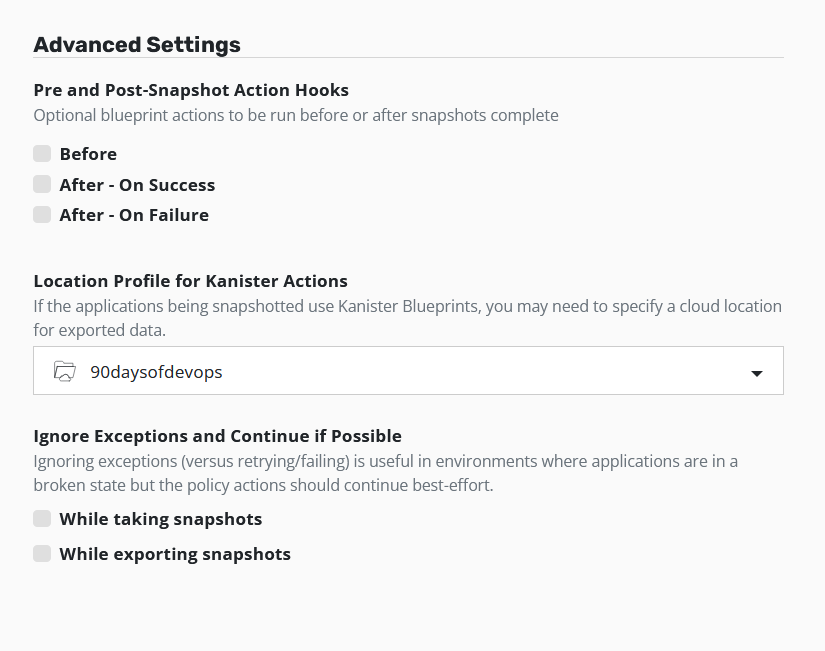 Advanced Settings
Pre and Post-Snapshot Action Hooks
Optional blueprint actions to be run before or after snapshots complete
Before
After - On Success
After - On Failure
Location Profile for Kanister Actions
If the applications being snapshotted use Kanister Blueprints, you may need to specify a cloud location
for exported data.
90daysofdevops
Ignore Exceptions and Continue if Possible
Ignoring exceptions (versus retrying/failing) is useful in environments where applications are in a
broken state but the policy actions should continue best-effort.
While taking snapshots
While exporting snapshots